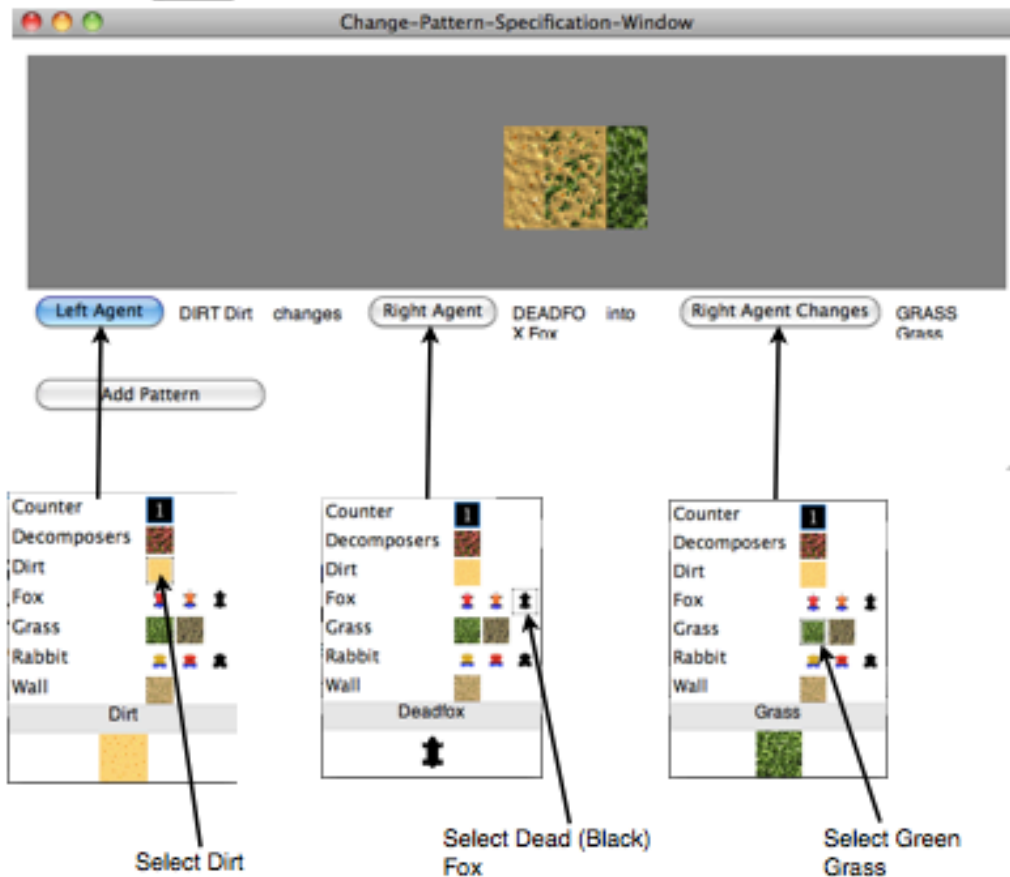 Change-Pattern-Specification-Window
Left Agent DIRT Dirt changes Right Agent DEADFO into Right Agent Changes GRASS
X Fox Grass
Add Pattern
Counter 1
Decomposers
Dirt
Fox
Grass
Rabbit
Wall
Dirt
Counter 1
Decomposers
Dirt
Fox
Grass
Rabbit
Wall
Deadfox
Counter 1
Decomposers
Dirt
Fox
Grass
Rabbit
Wall
Grass
Select Dirt
Select Dead (Black)
Fox
Select Green
Grass